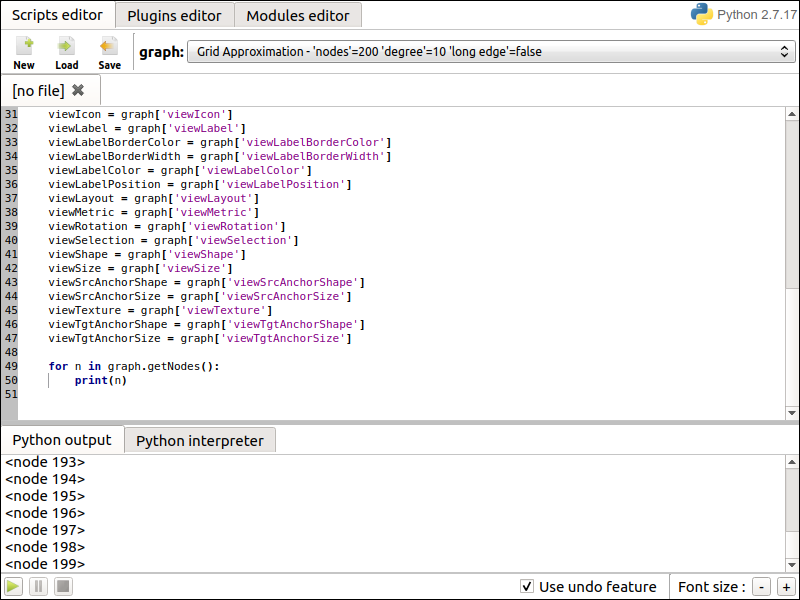 Scripts editor Plugins editor Modules editor Python 2.7.17
New Load Save graph: Grid Approximation - 'nodes'=200 'degree'=10 'long edge'=false
[no file]
31 viewIcon = graph['viewIcon']
32 viewLabel = graph['viewLabel']
33 viewLabelBorderColor = graph['viewLabelBorderColor']
34 viewLabelBorderWidth = graph['viewLabelBorderWidth']
35 viewLabelColor = graph['viewLabelColor']
36 viewLabelPosition = graph['viewLabelPosition']
37 viewLayout = graph['viewLayout']
38 viewMetric = graph['viewMetric']
39 viewRotation = graph['viewRotation']
40 viewSelection = graph['viewSelection']
41 viewShape = graph['viewShape']
42 viewSize = graph['viewSize']
43 viewSrcAnchorShape = graph['viewSrcAnchorShape']
44 viewSrcAnchorSize = graph['viewSrcAnchorSize']
45 viewTexture = graph['viewTexture']
46 viewTgtAnchorShape = graph['viewTgtAnchorShape']
47 viewTgtAnchorSize = graph['viewTgtAnchorSize']
48
49 for n in graph.getNodes():
50 print(n)
51
Python output Python interpreter
<node 193>
<node 194>
<node 195>
<node 196>
<node 197>
<node 198>
<node 199>
Use undo feature Font size : - +